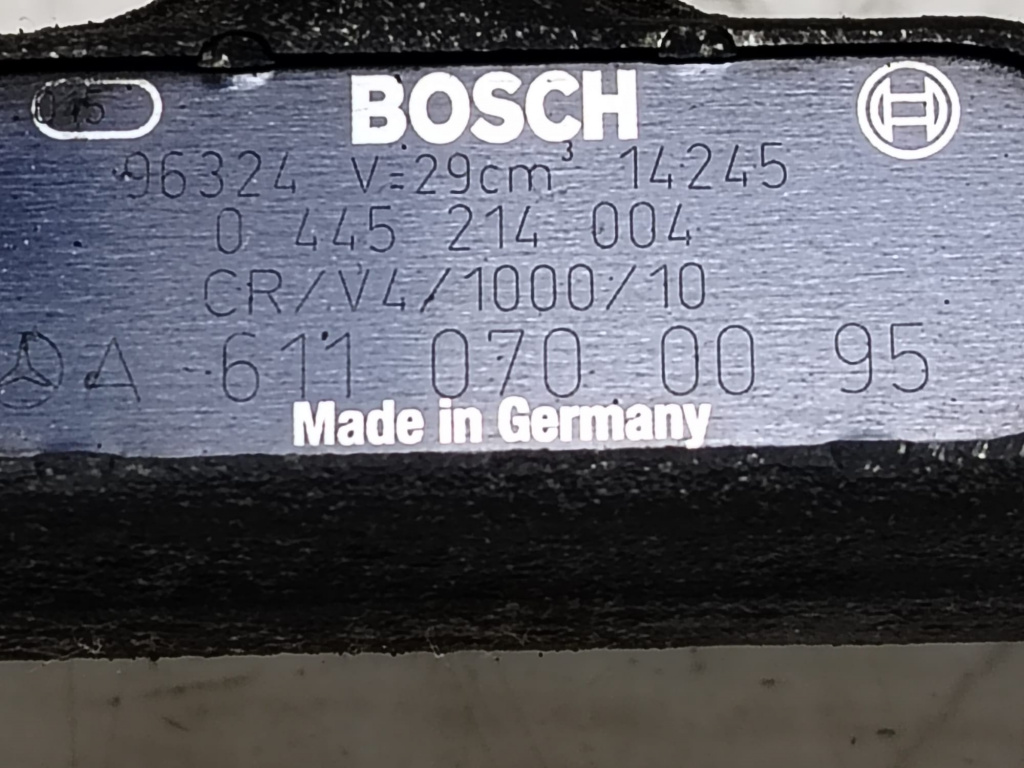 015
BOSCH
96324 V=29cm³ 14245
0 445 214 004
CR/V4/1000/10
A 611 070 00 95
Made in Germany